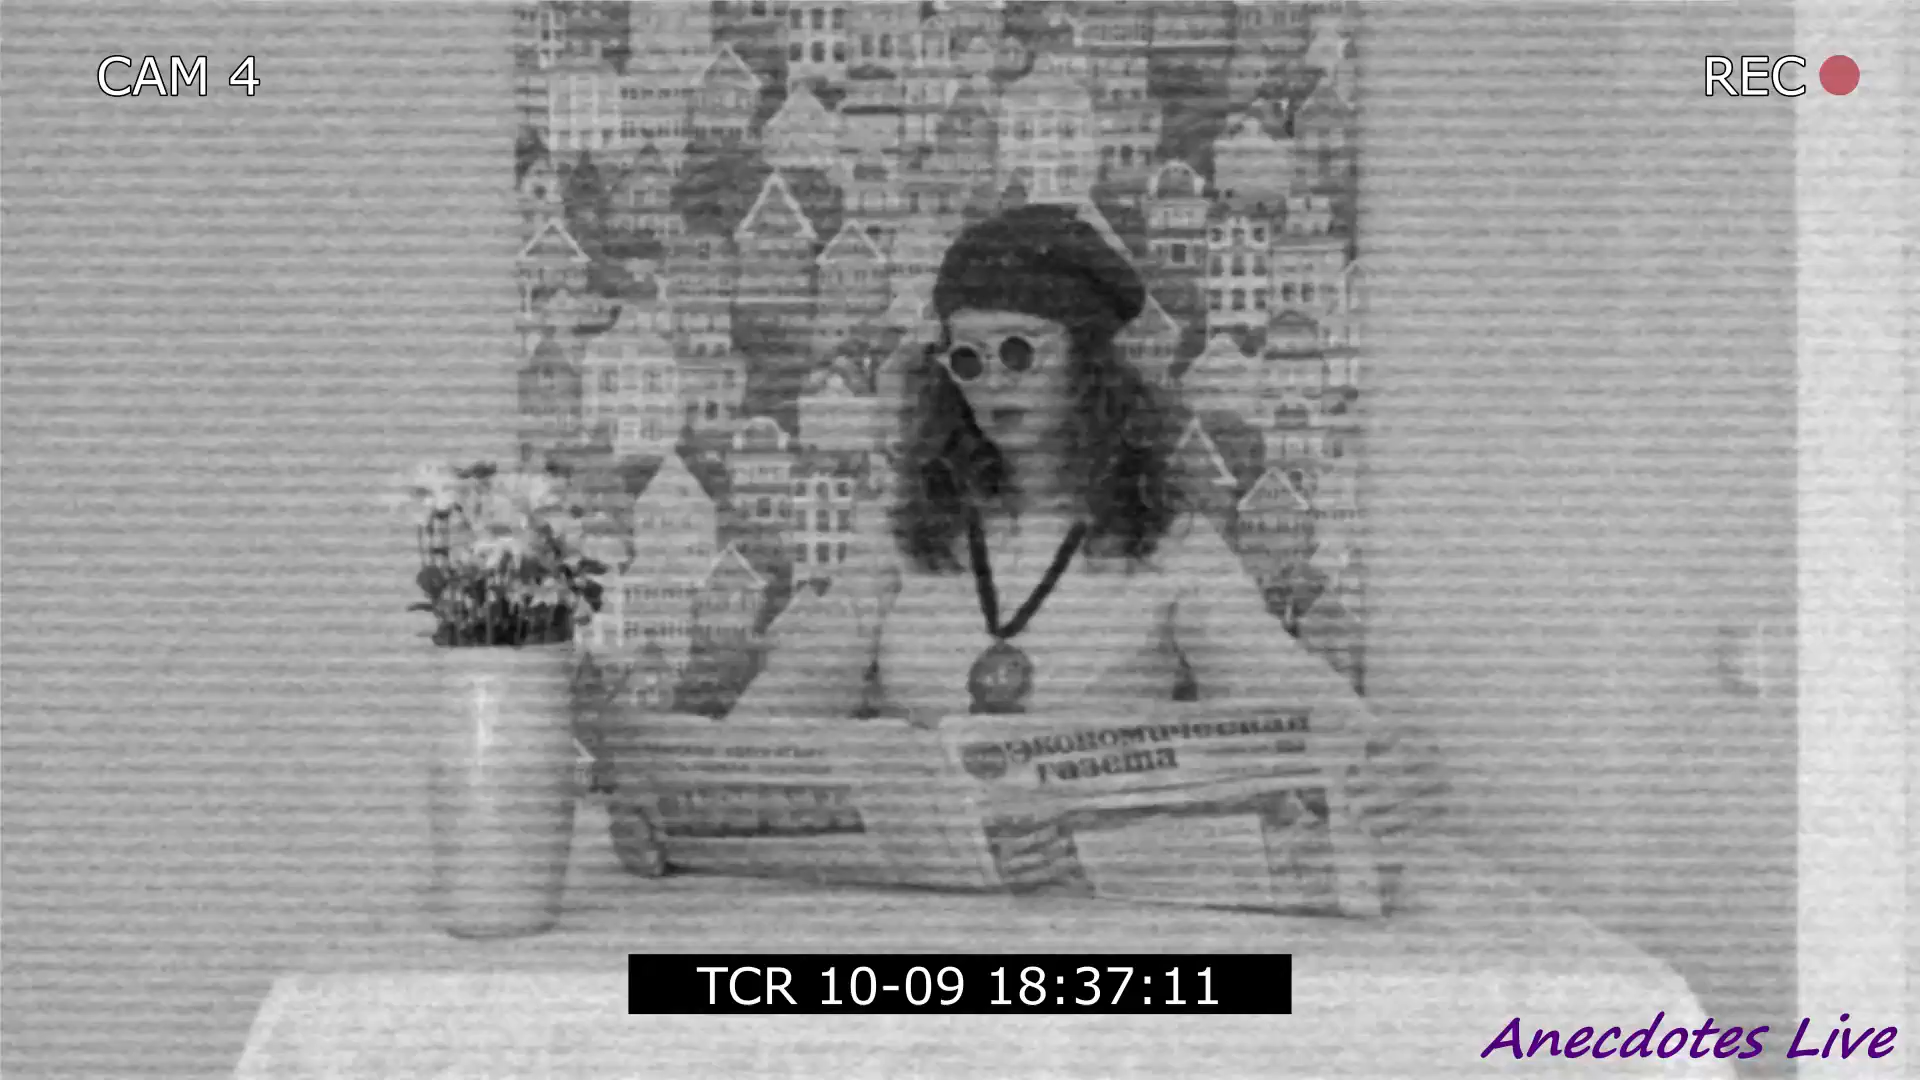 CAM 4
REC
Экономическая
газета
TCR 10-09 18:37:11
Anecdotes Live